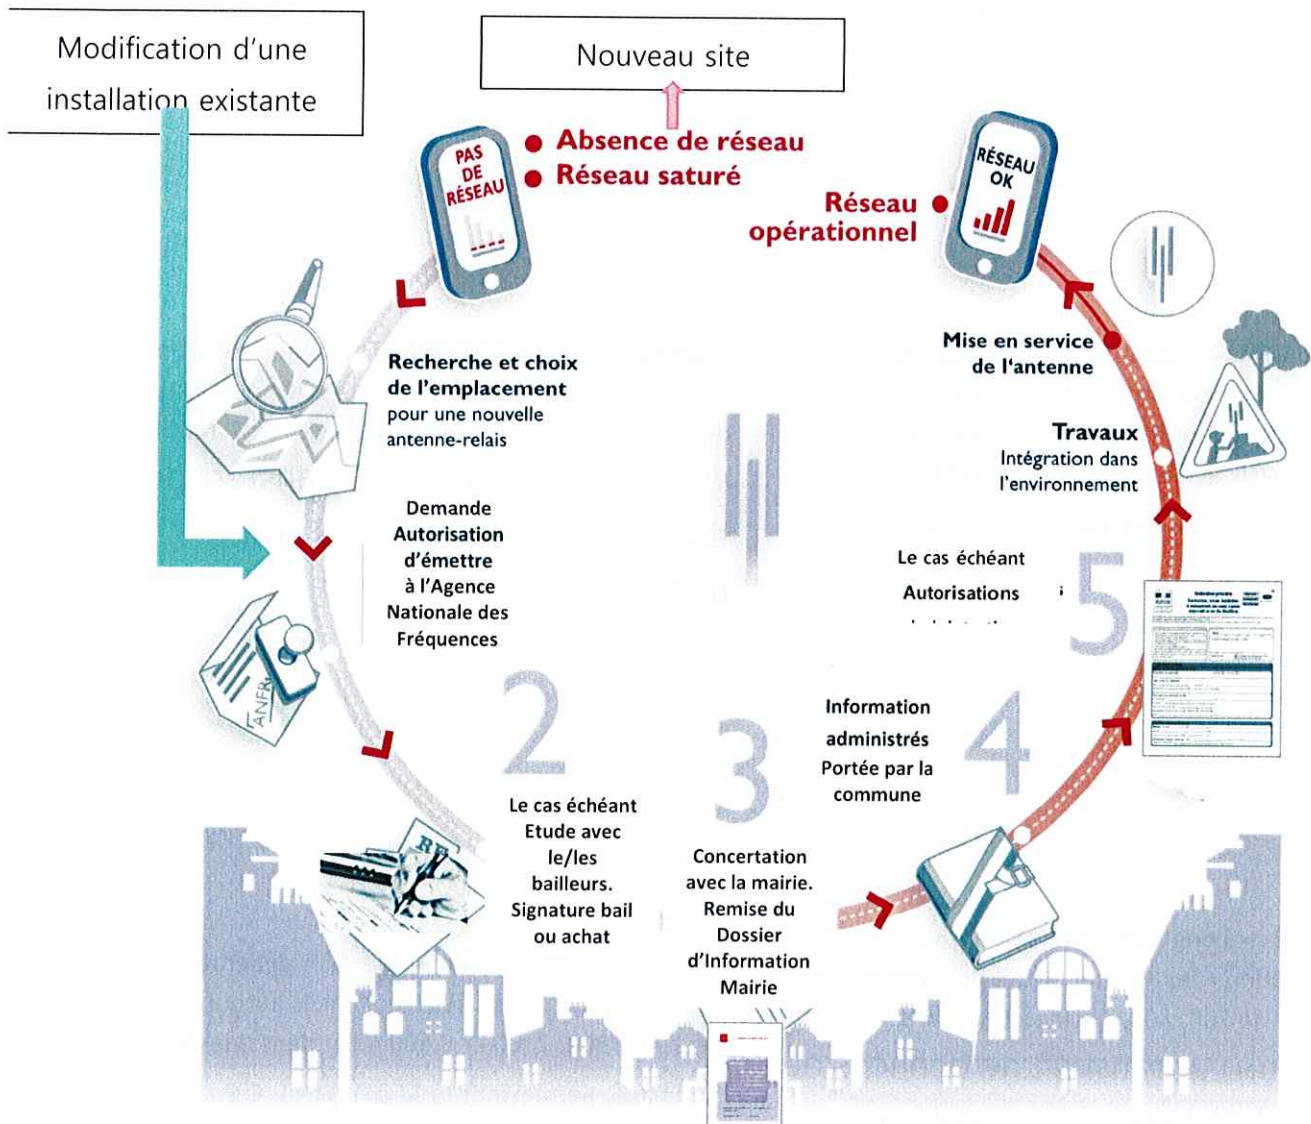 Modification d'une
installation existante
Nouveau site
PAS
DE
RÉSEAU
Absence de réseau
Réseau saturé
Réseau
opérationnel
RÉSEAU
OK
Recherche et choix
de l'emplacement
pour une nouvelle
antenne-relais
Demande
Autorisation
d'émettre
à l'Agence
Nationale des
Fréquences
ANFR
2
Le cas échéant
Etude avec
le/les
bailleurs.
Signature bail
ou achat
3
Concertation
avec la mairie.
Remise du
Dossier
d'Information
Mairie
4
Information
administrés
Portée par la
commune
5
Le cas échéant
Autorisations
Travaux
Intégration dans
l'environnement
Mise en service
de l'antenne